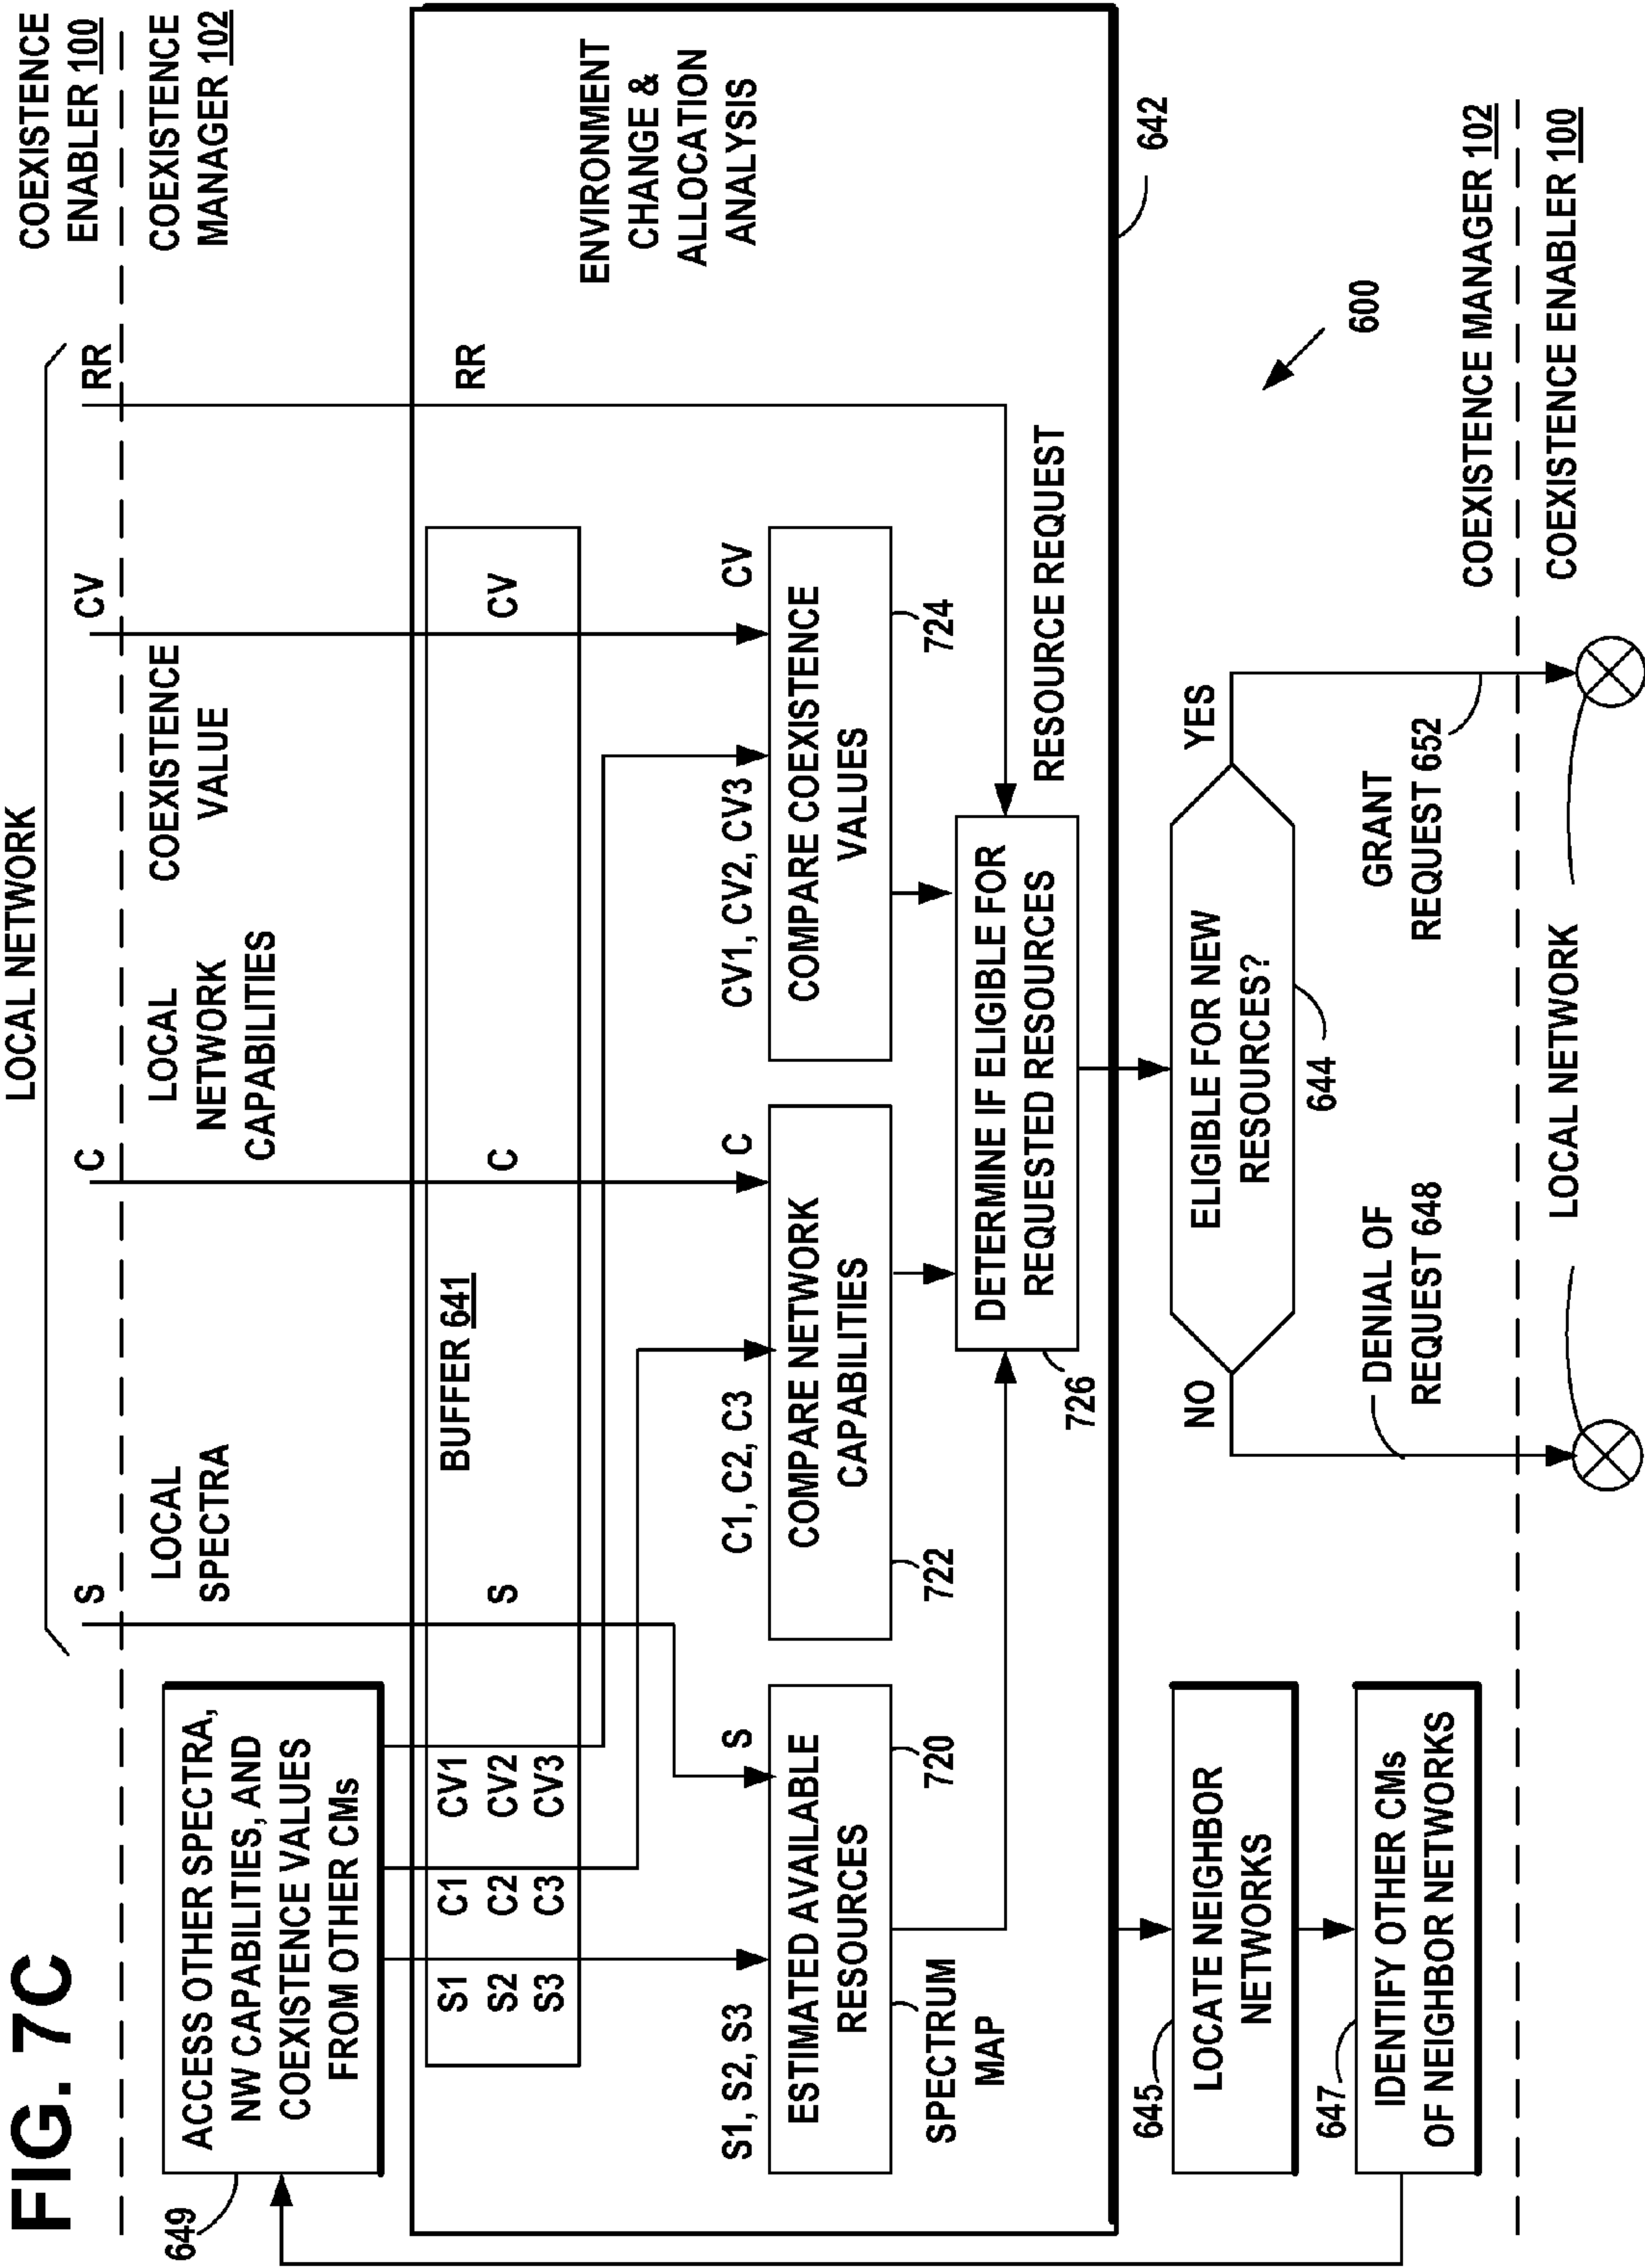 FIG. 7C
LOCAL NETWORK
COEXISTENCE
ENABLER 100
S
C
CV
RR
COEXISTENCE
MANAGER 102
649
ACCESS OTHER SPECTRA,
NW CAPABILITIES, AND
COEXISTENCE VALUES
FROM OTHER CMs
LOCAL
SPECTRA
LOCAL
NETWORK
CAPABILITIES
COEXISTENCE
VALUE
BUFFER 641
S1
S2
S3
C1
C2
C3
CV1
CV2
CV3
S
C
CV
RR
ENVIRONMENT
CHANGE &
ALLOCATION
ANALYSIS
S1, S2, S3
S
ESTIMATED AVAILABLE
RESOURCES
720
SPECTRUM
MAP
C1, C2, C3
C
COMPARE NETWORK
CAPABILITIES
722
CV1, CV2, CV3
CV
COMPARE COEXISTENCE
VALUES
724
DETERMINE IF ELIGIBLE FOR
REQUESTED RESOURCES
726
RESOURCE REQUEST
642
645
LOCATE NEIGHBOR
NETWORKS
647
IDENTIFY OTHER CMs
OF NEIGHBOR NETWORKS
NO
ELIGIBLE FOR NEW
RESOURCES?
644
YES
600
DENIAL OF
REQUEST 648
GRANT
REQUEST 652
COEXISTENCE MANAGER 102
COEXISTENCE ENABLER 100
LOCAL NETWORK